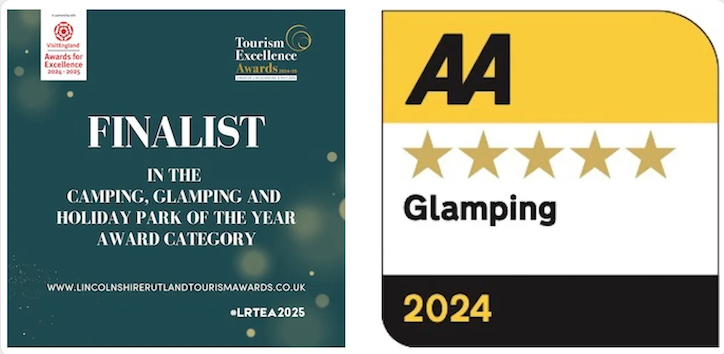 In partnership with
VisitEngland
Awards for
Excellence
2024 - 2025
Tourism
Excellence
Awards 2024-25
FINALIST
IN THE
CAMPING, GLAMPING AND
HOLIDAY PARK OF THE YEAR
AWARD CATEGORY
WWW.LINCOLNSHIRERUTLANDTOURISMAWARDS.CO.UK
#LRTEA2025
AA
Glamping
2024